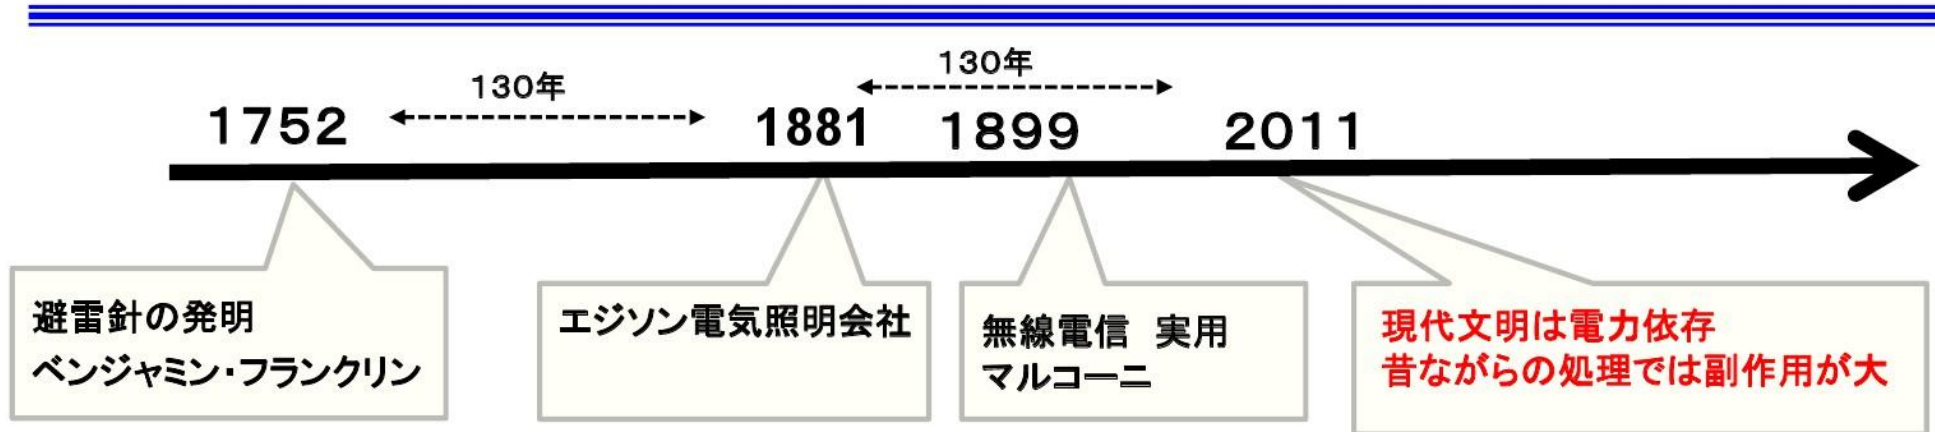 130年
130年
1752
1881
1899
2011
避雷針の発明
ベンジャミン・フランクリン
エジソン電気照明会社
無線電信 実用
マルコーニ
現代文明は電力依存
昔ながらの処理では副作用が大